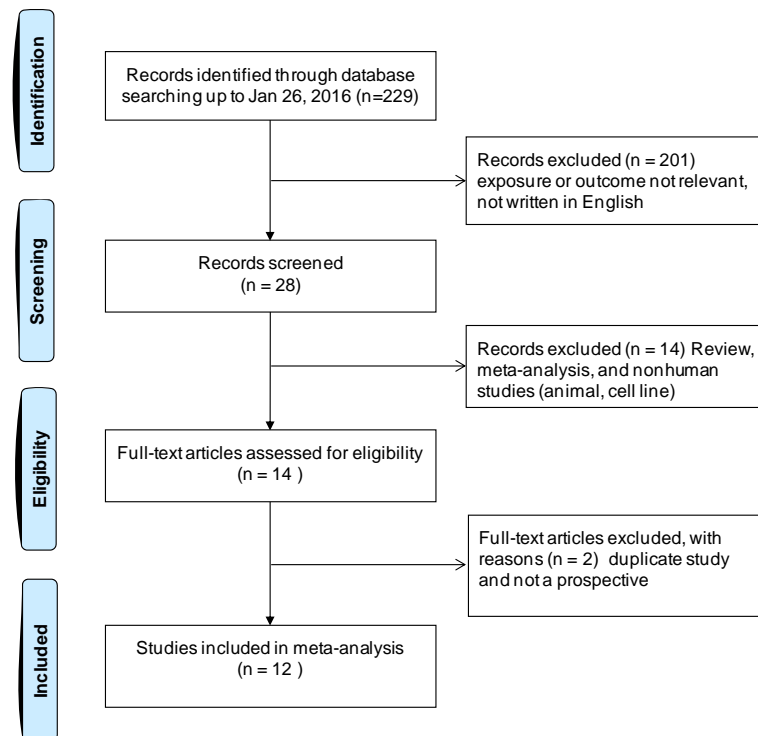 Identification
Records identified through database
searching up to Jan 26, 2016 (n=229)
Records excluded (n = 201)
exposure or outcome not relevant,
not written in English
Screening
Records screened
(n = 28)
Records excluded (n = 14) Review,
meta-analysis, and nonhuman
studies (animal, cell line)
Eligibility
Full-text articles assessed for eligibility
(n = 14 )
Full-text articles excluded, with
reasons (n = 2)  duplicate study
and not a prospective
Included
Studies included in meta-analysis
(n = 12 )